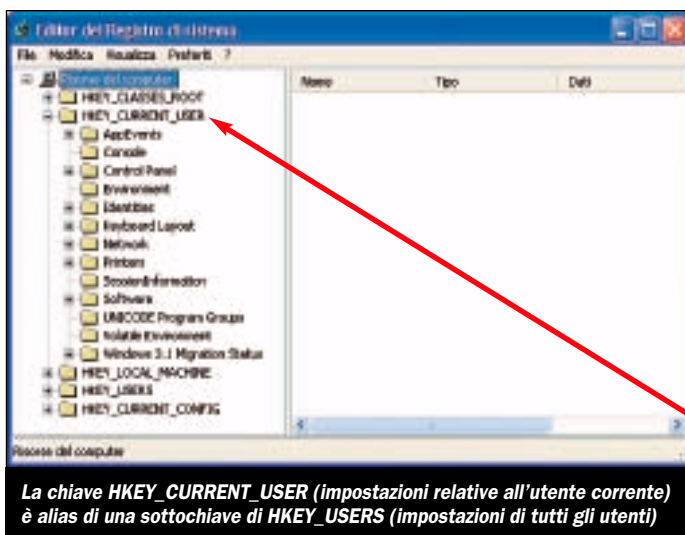 Editor del Registro di sistema
File Modifica Visualizza Preferiti ?
Risorse del computer
HKEY_CLASSES_ROOT
HKEY_CURRENT_USER
AppEvents
Console
Control Panel
Environment
Identities
Keyboard Layout
Network
Printers
SessionInformation
Software
UNICODE Program Groups
Volatile Environment
Windows 3.1 Migration Status
HKEY_LOCAL_MACHINE
HKEY_USERS
HKEY_CURRENT_CONFIG
Nome Tipo Dati
Risorse del computer
La chiave HKEY_CURRENT_USER (impostazioni relative all'utente corrente)
è alias di una sottochiave di HKEY_USERS (impostazioni di tutti gli utenti)